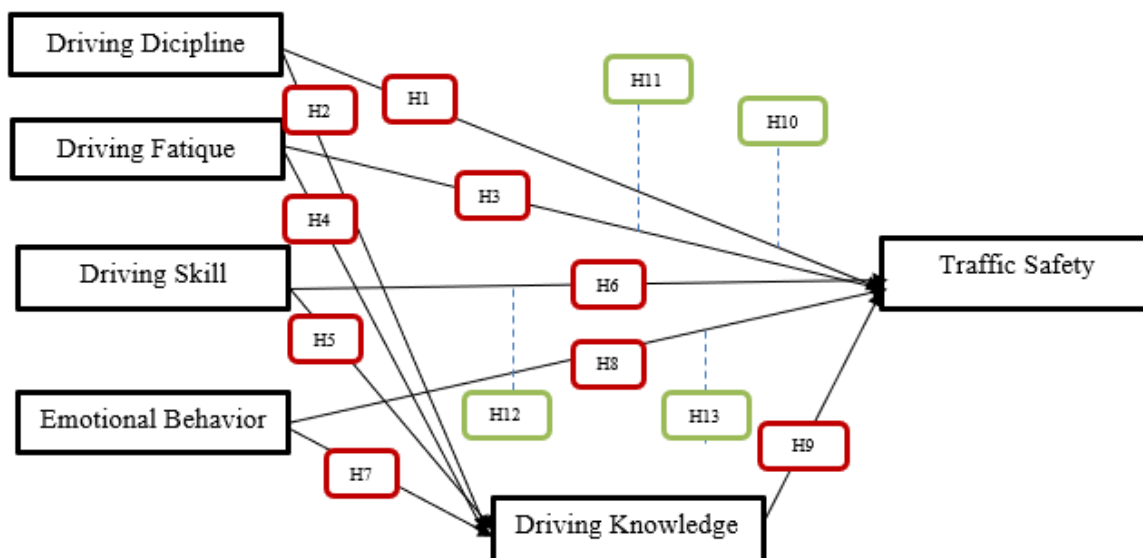 Driving Dicipline
H11
H1
H2
H10
Driving Fatique
H3
H4
Driving Skill
Traffic Safety
H6
H5
H8
Emotional Behavior
H12
H13
H9
H7
Driving Knowledge